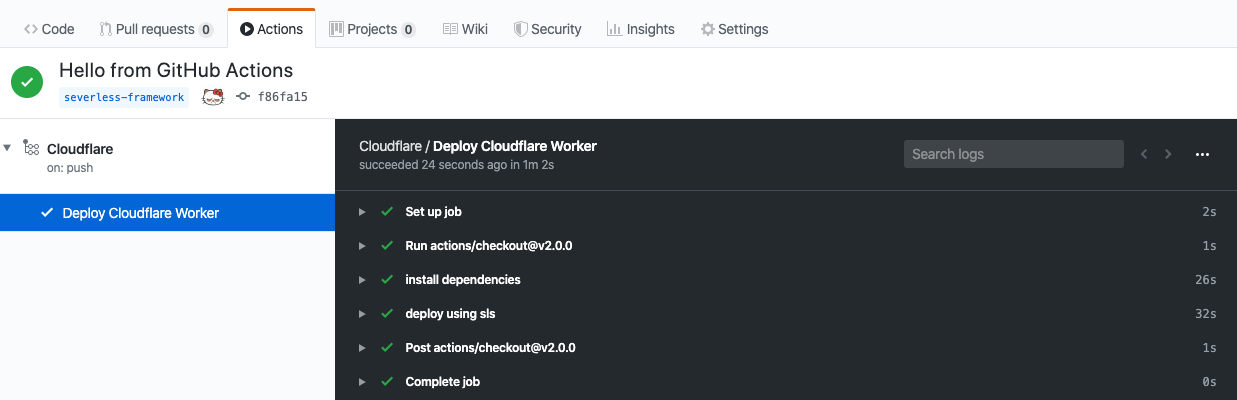 Code Pull requests 0 Actions Projects 0 Wiki Security Insights Settings
Hello from GitHub Actions
severless-framework f86fa15
Cloudflare
on: push
Deploy Cloudflare Worker
Cloudflare / Deploy Cloudflare Worker
succeeded 24 seconds ago in 1m 2s
Search logs
Set up job 2s
Run actions/checkout@v2.0.0 1s
install dependencies 26s
deploy using sls 32s
Post actions/checkout@v2.0.0 1s
Complete job 0s